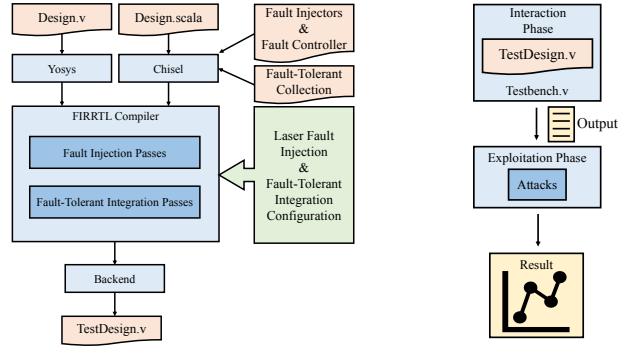 Design.v
Design.scala
Fault Injectors
&
Fault Controller
Yosys
Chisel
Fault-Tolerant
Collection
FIRRTL Compiler
Fault Injection Passes
Fault-Tolerant Integration Passes
Laser Fault
Injection
&
Fault-Tolerant
Integration
Configuration
Backend
TestDesign.v
Interaction
Phase
TestDesign.v
Testbench.v
Output
Exploitation Phase
Attacks
Result